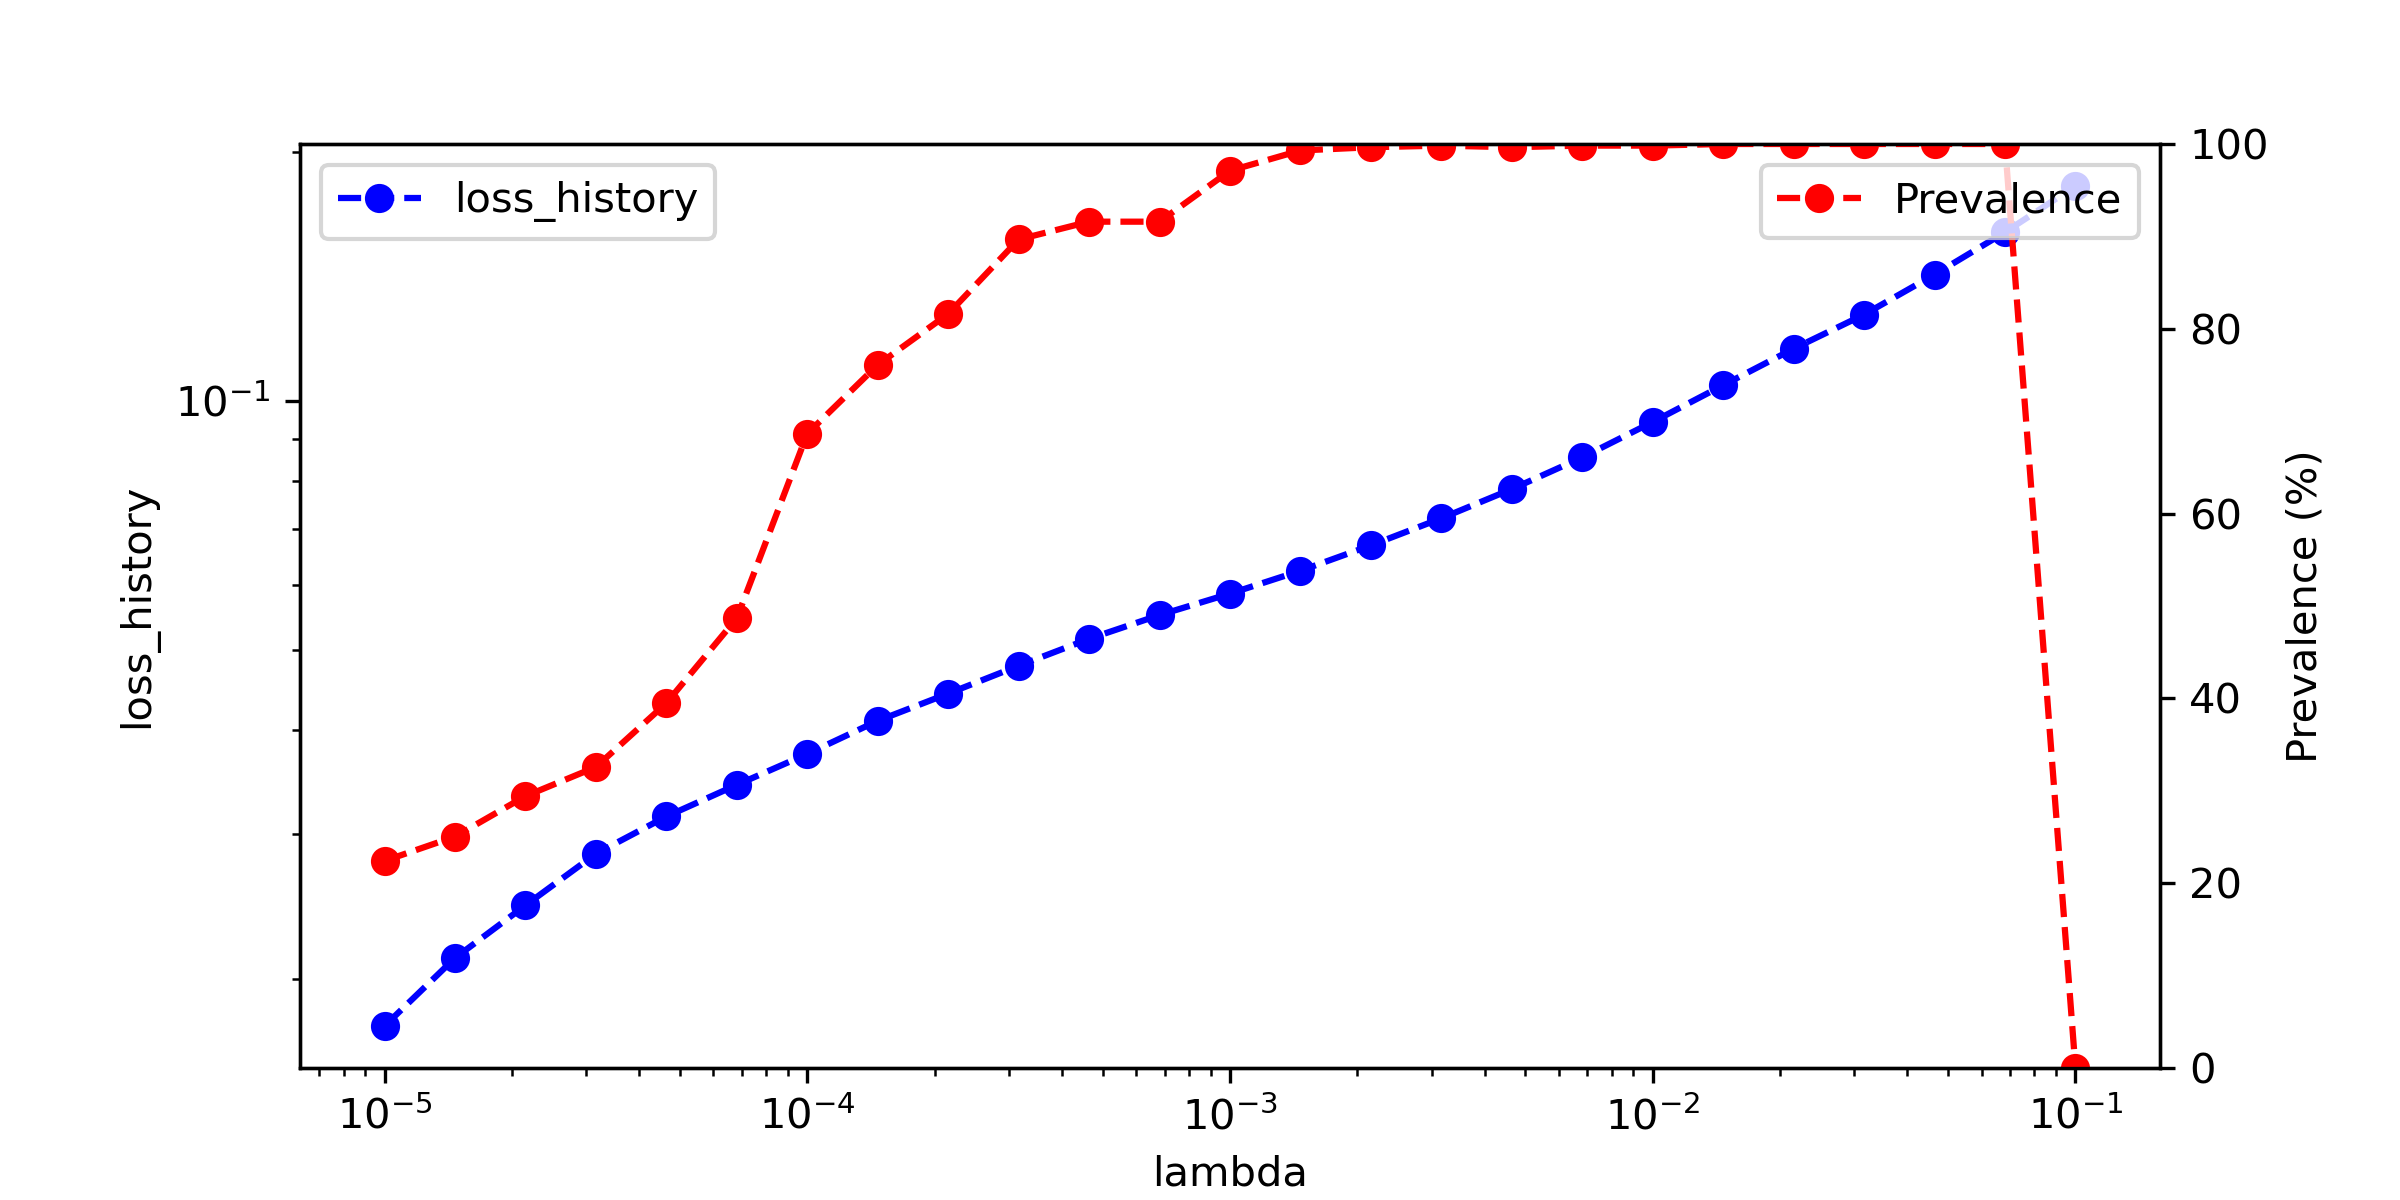 loss_history
Prevalence
10⁻¹
loss_history
100
80
60
40
20
0
Prevalence (%)
10⁻⁵ 10⁻⁴ 10⁻³ 10⁻² 10⁻¹
lambda